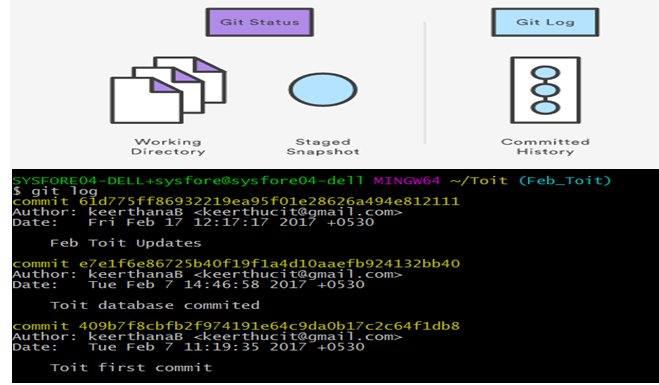 Git Status
Git Log
Working
Directory
Staged
Snapshot
Committed
History
SYSFORE04-DELL+sysfore@sysfore04-dell MINGW64 ~/Toit (Feb_Toit)
$ git log
commit 61d775ff86932219ea95f01e28626a494e812111
Author: keerthanaB <keerthucit@gmail.com>
Date:   Fri Feb 17 12:17:17 2017 +0530
Feb Toit Updates
commit e7e1f6e86725b40f19f1a4d10aaefb924132bb40
Author: keerthanaB <keerthucit@gmail.com>
Date:   Tue Feb 7 14:46:58 2017 +0530
Toit database commited
commit 409b7f8cbfb2f974191e64c9da0b17c2c64f1db8
Author: keerthanaB <keerthucit@gmail.com>
Date:   Tue Feb 7 11:19:35 2017 +0530
Toit first commit